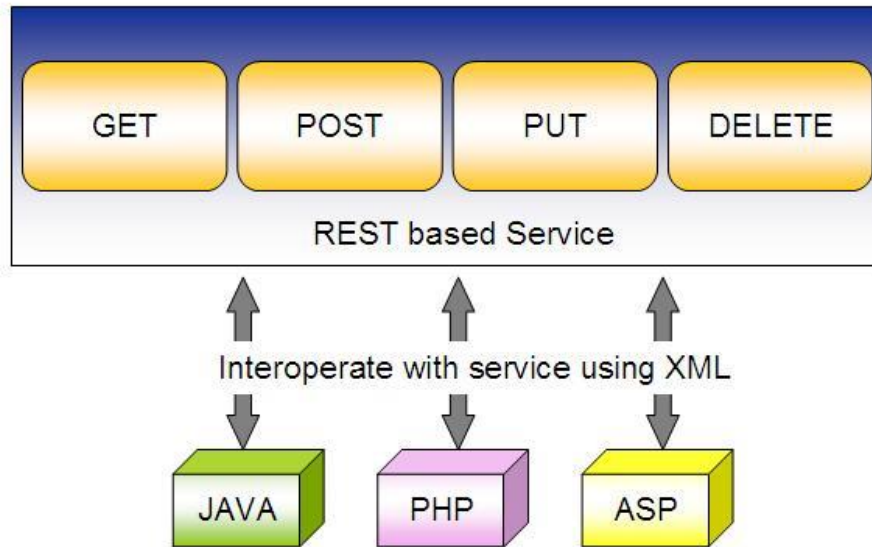 GET POST PUT DELETE
REST based Service
Interoperate with service using XML
JAVA PHP ASP